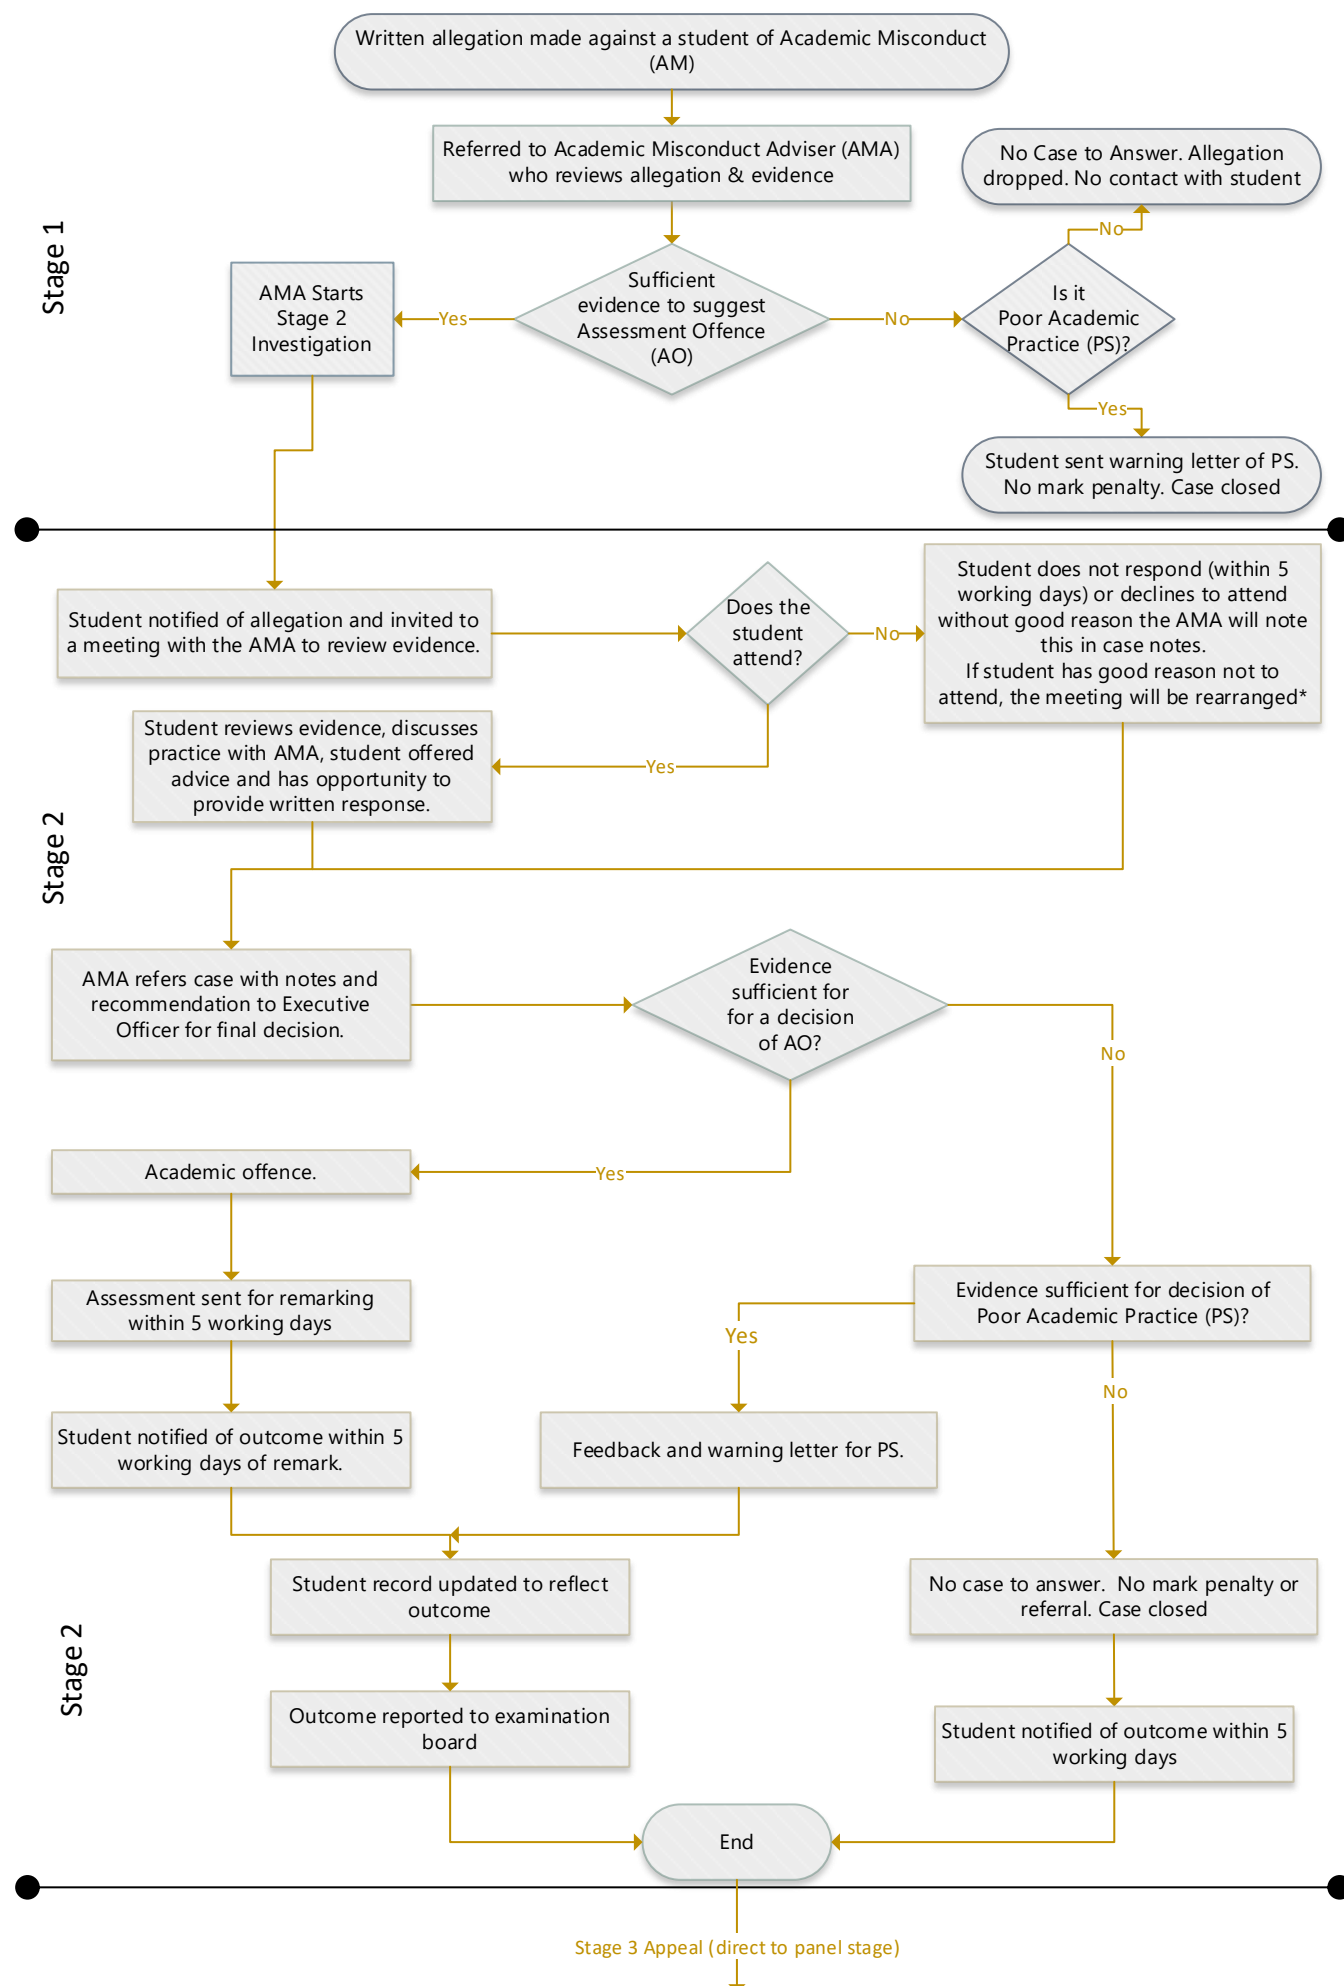 Written allegation made against a student of Academic Misconduct
(AM)
Referred to Academic Misconduct Adviser (AMA)
who reviews allegation & evidence
No Case to Answer. Allegation
dropped. No contact with student
Stage 1
No
AMA Starts
Stage 2
Investigation
Yes
Sufficient
evidence to suggest
Assessment Offence
(AO)
No
Is it
Poor Academic
Practice (PS)?
Yes
Student sent warning letter of PS.
No mark penalty. Case closed
Student notified of allegation and invited to
a meeting with the AMA to review evidence.
Does the
student
attend?
No
Student does not respond (within 5
working days) or declines to attend
without good reason the AMA will note
this in case notes.
If student has good reason not to
attend, the meeting will be rearranged*
Student reviews evidence, discusses
practice with AMA, student offered
advice and has opportunity to
provide written response.
Yes
Stage 2
AMA refers case with notes and
recommendation to Executive
Officer for final decision.
Evidence
sufficient for
for a decision
of AO?
No
Academic offence.
Yes
Assessment sent for remarking
within 5 working days
Evidence sufficient for decision of
Poor Academic Practice (PS)?
Yes
No
Student notified of outcome within 5
working days of remark.
Feedback and warning letter for PS.
Student record updated to reflect
outcome
No case to answer.  No mark penalty or
referral. Case closed
Stage 2
Outcome reported to examination
board
Student notified of outcome within 5
working days
End
Stage 3 Appeal (direct to panel stage)